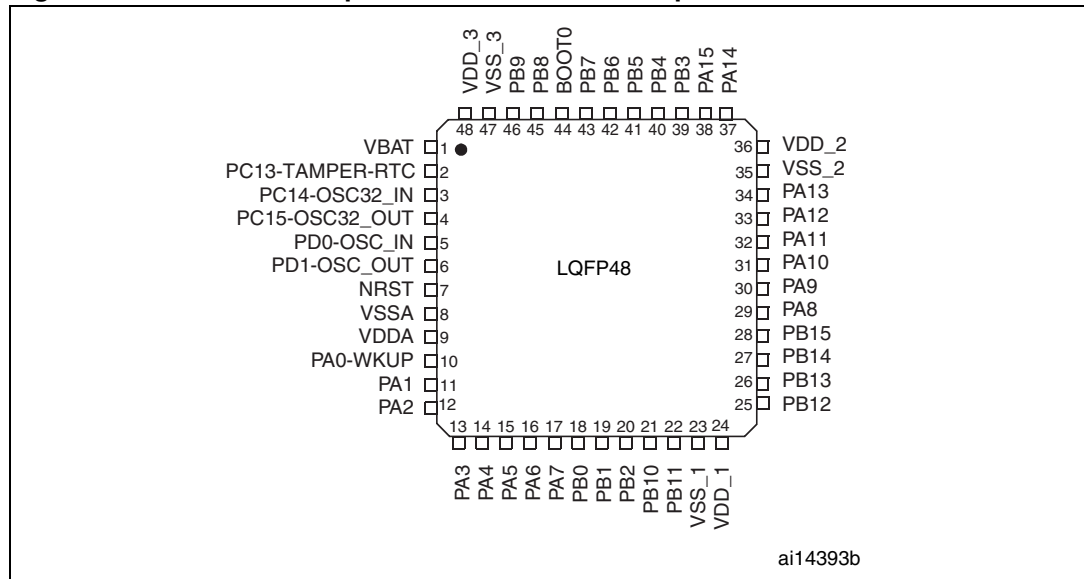 VDD_3
VSS_3
PB9
PB8
BOOT0
PB7
PB6
PB5
PB4
PB3
PA15
PA14
48 47 46 45 44 43 42 41 40 39 38 37
VBAT 1
PC13-TAMPER-RTC 2
PC14-OSC32_IN 3
PC15-OSC32_OUT 4
PD0-OSC_IN 5
PD1-OSC_OUT 6
NRST 7
VSSA 8
VDDA 9
PA0-WKUP 10
PA1 11
PA2 12
LQFP48
36 VDD_2
35 VSS_2
34 PA13
33 PA12
32 PA11
31 PA10
30 PA9
29 PA8
28 PB15
27 PB14
26 PB13
25 PB12
13 14 15 16 17 18 19 20 21 22 23 24
PA3
PA4
PA5
PA6
PA7
PB0
PB1
PB2
PB10
PB11
VSS_1
VDD_1
ai14393b